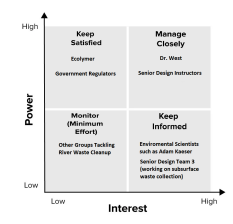 High
Keep
Satisfied
Ecolymer
Government Regulators
Manage
Closely
Dr. West
Senior Design Instructors
Power
Monitor
(Minimum
Effort)
Other Groups Tackling
River Waste Cleanup
Keep
Informed
Enviromental Scientists
such as Adam Kaeser
Senior Design Team 3
(working on subsurface
waste collection)
Low
Low
High
Interest